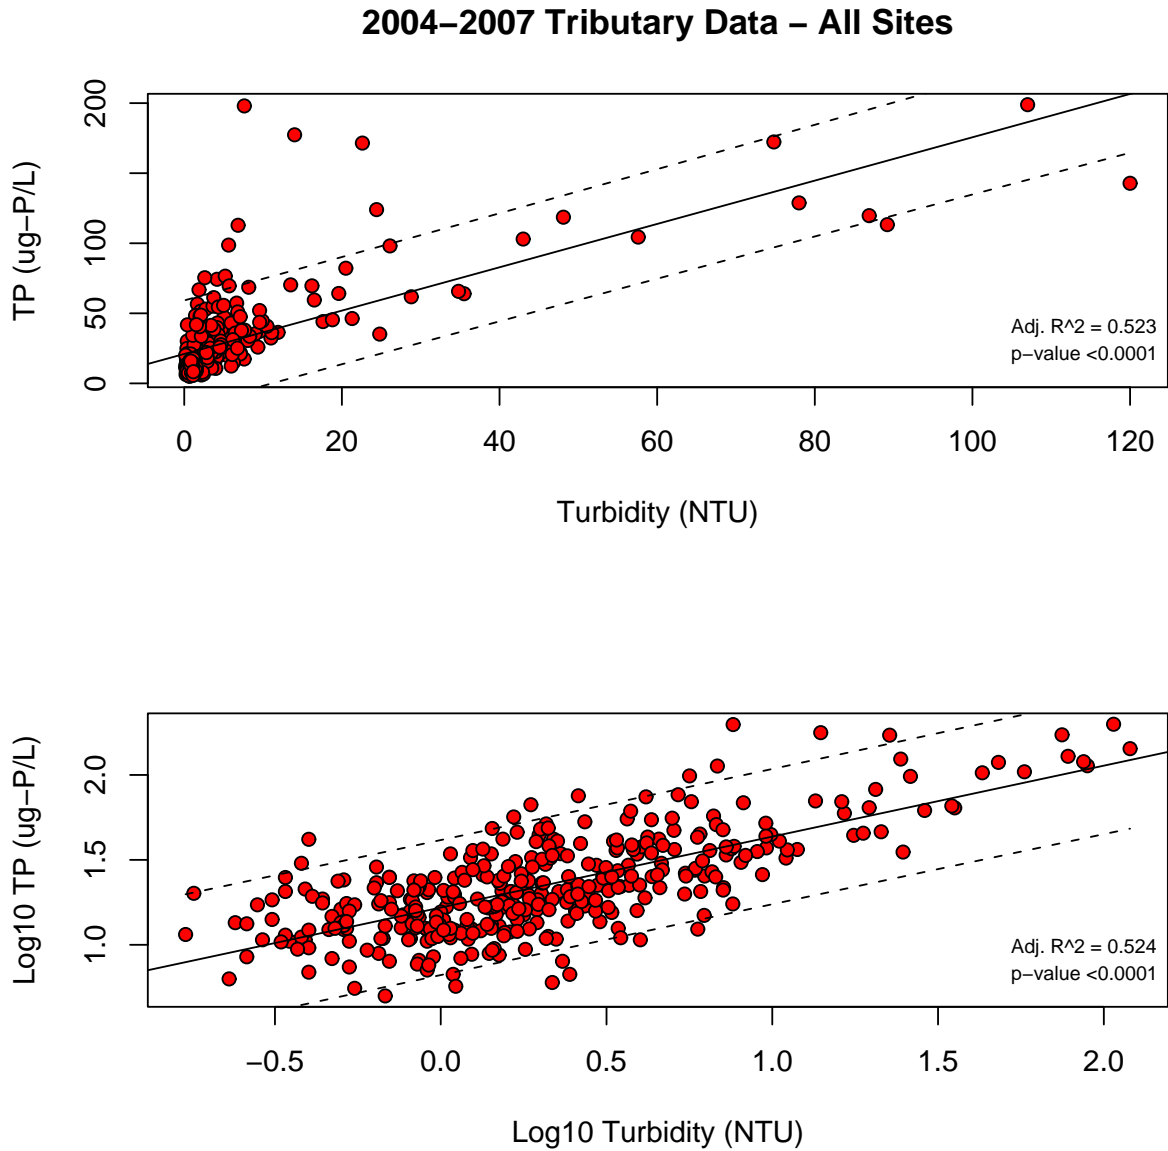 2004−2007 Tributary Data − All Sites
TP (ug−P/L)
200
100
50
0
Adj. R^2 = 0.523
p−value <0.0001
0 20 40 60 80 100 120
Turbidity (NTU)
Log10 TP (ug−P/L)
2.0
1.5
1.0
Adj. R^2 = 0.524
p−value <0.0001
−0.5 0.0 0.5 1.0 1.5 2.0
Log10 Turbidity (NTU)